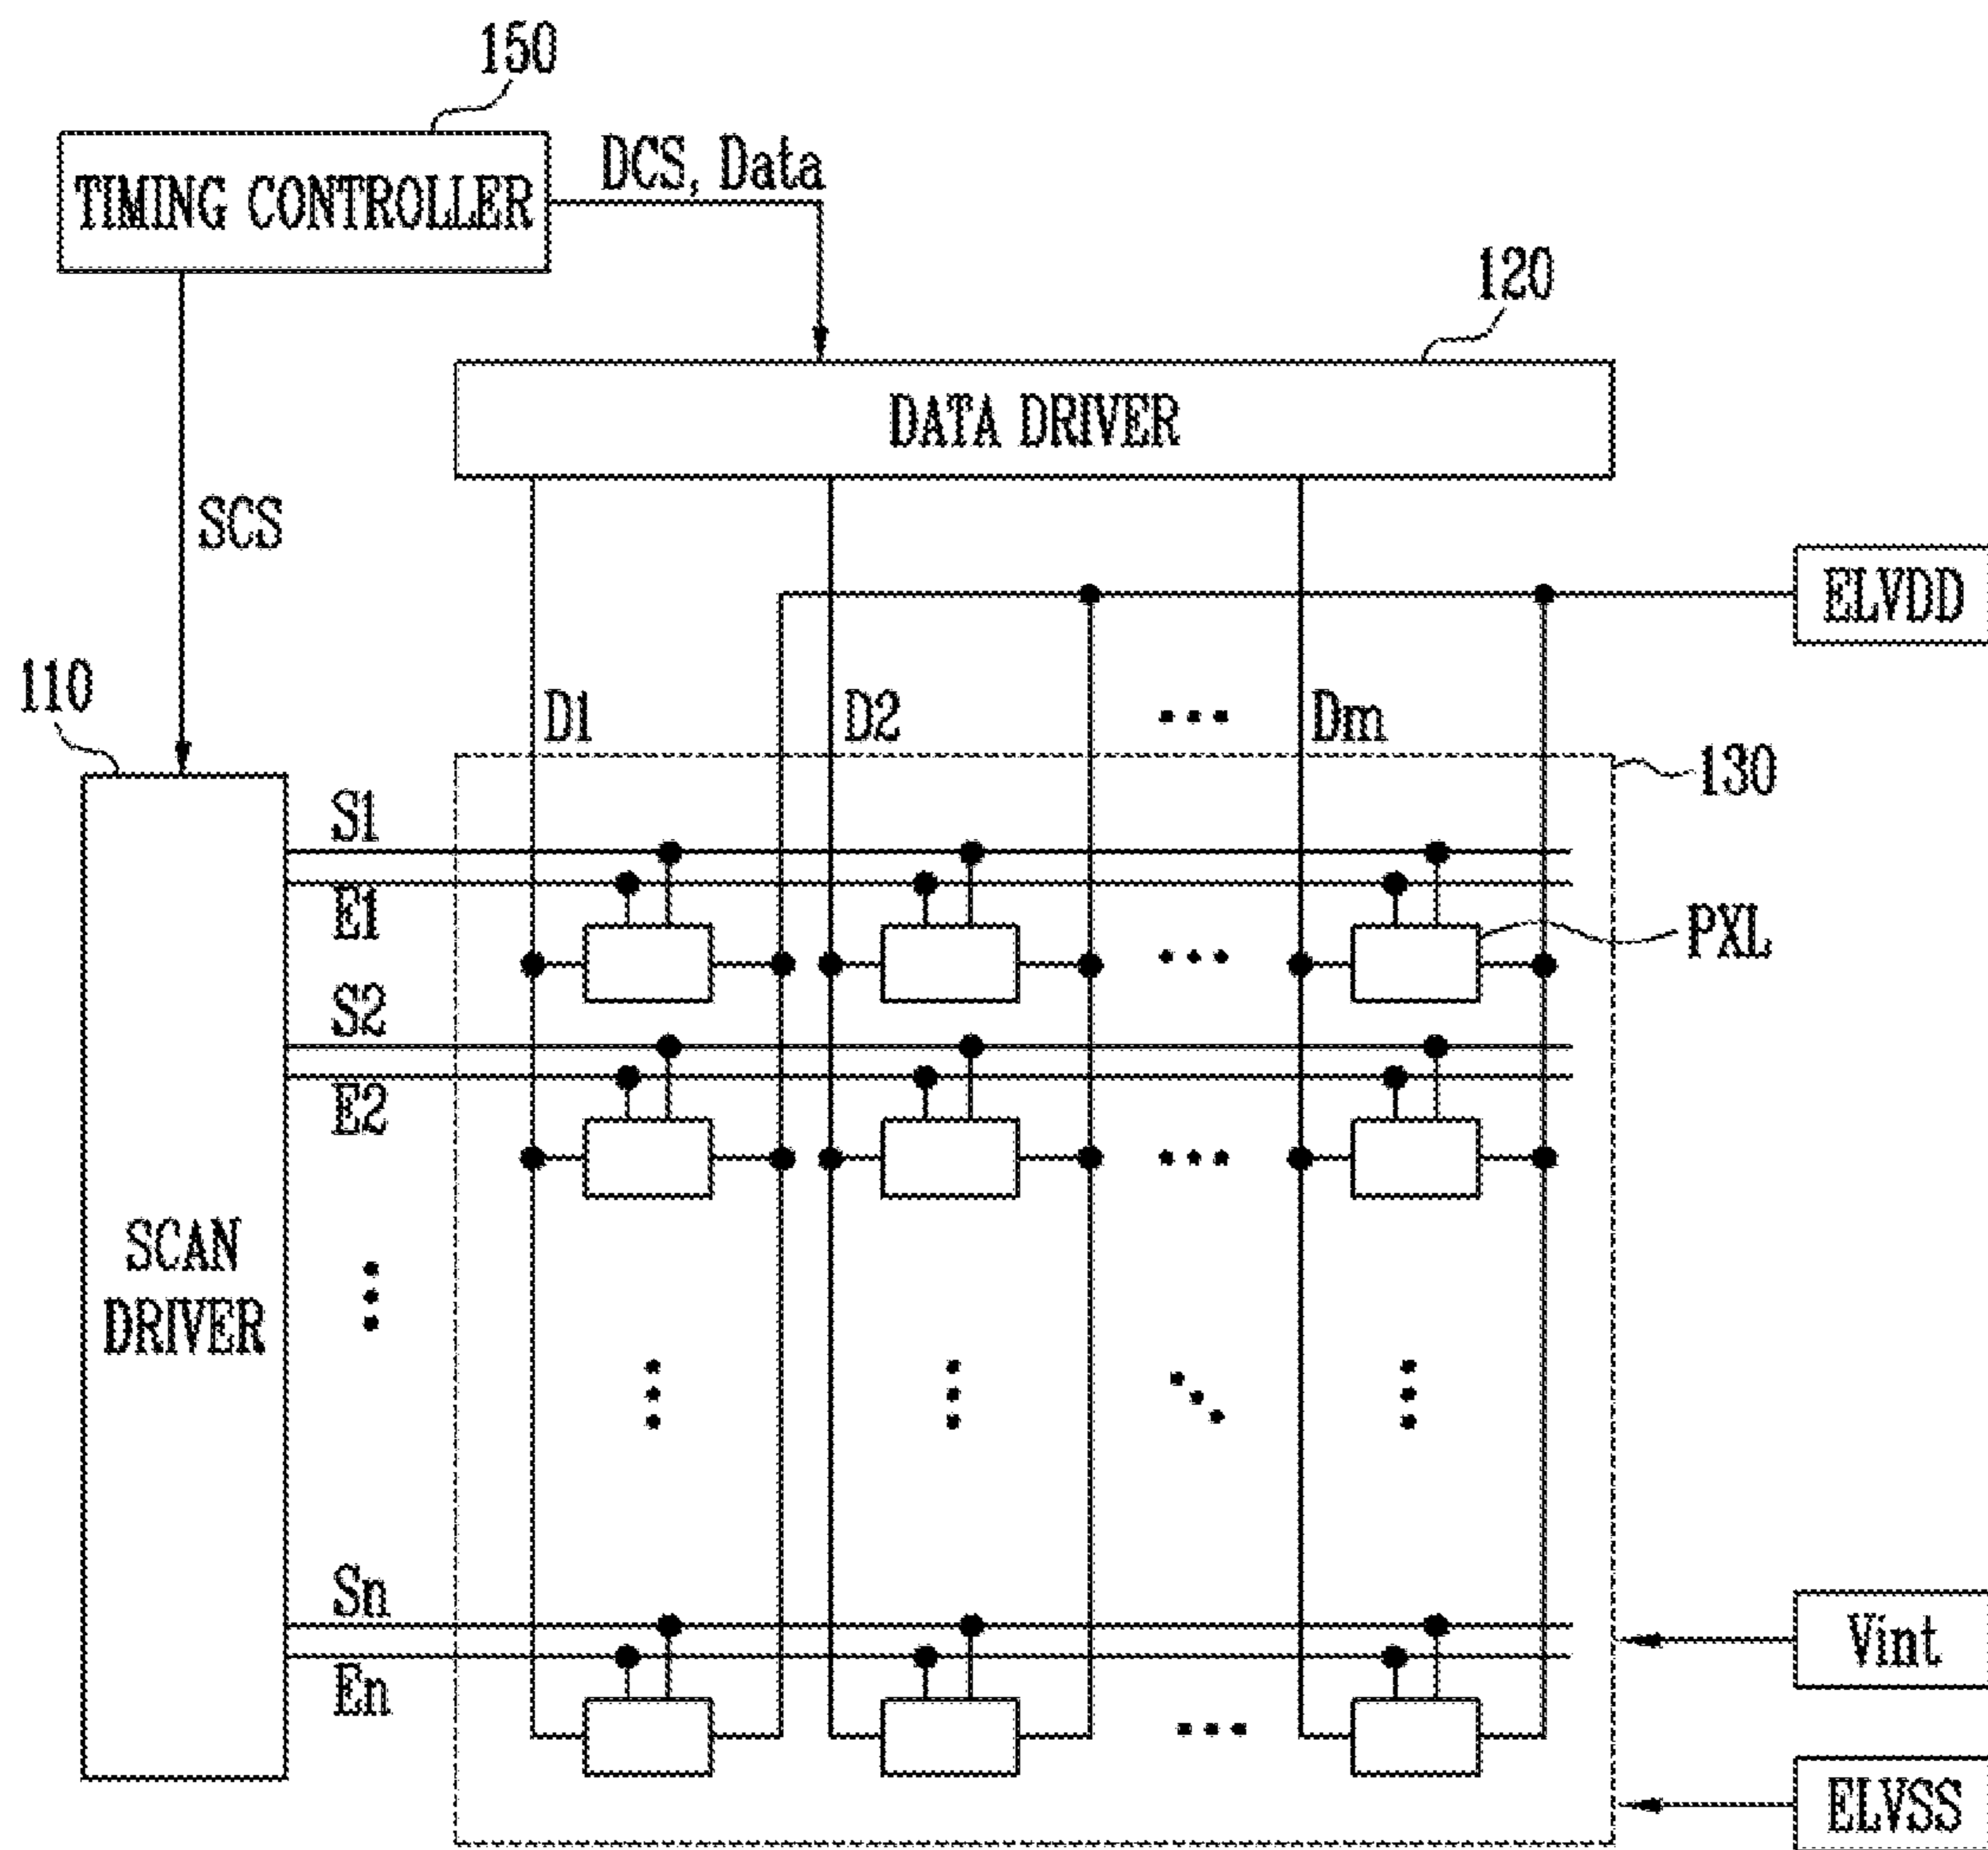 150
TIMING CONTROLLER
DCS, Data
120
DATA DRIVER
SCS
ELVDD
110
D1
D2
Dm
130
S1
E1
PXL
S2
E2
SCAN
DRIVER
Sn
En
Vint
ELVSS